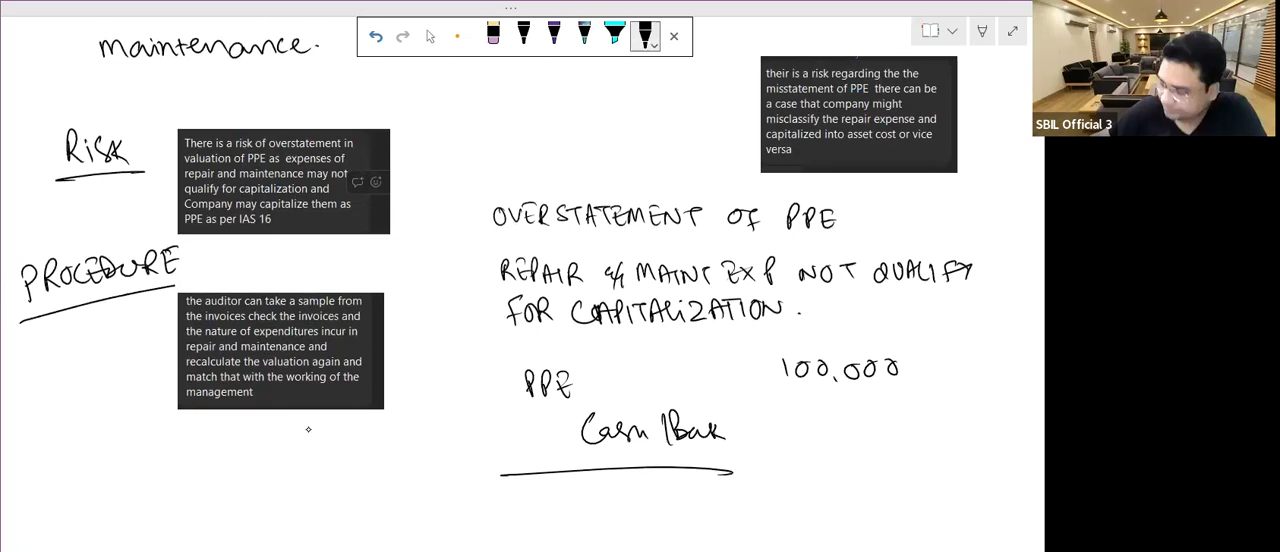 maintenance.
Risk
There is a risk of overstatement in
valuation of PPE as expenses of
repair and maintenance may not
qualify for capitalization and
Company may capitalize them as
PPE as per IAS 16
PROCEDURE
the auditor can take a sample from
the invoices check the invoices and
the nature of expenditures incur in
repair and maintenance and
recalculate the valuation again and
match that with the working of the
management
their is a risk regarding the the
misstatement of PPE there can be
a case that company might
misclassify the repair expense and
capitalized into asset cost or vice
versa
OVERSTATEMENT OF PPE
REPAIR & MAINT EXP NOT QUALIFY
FOR CAPITALIZATION.
PPE 100,000
Cash/Bank
SBIL Official 3